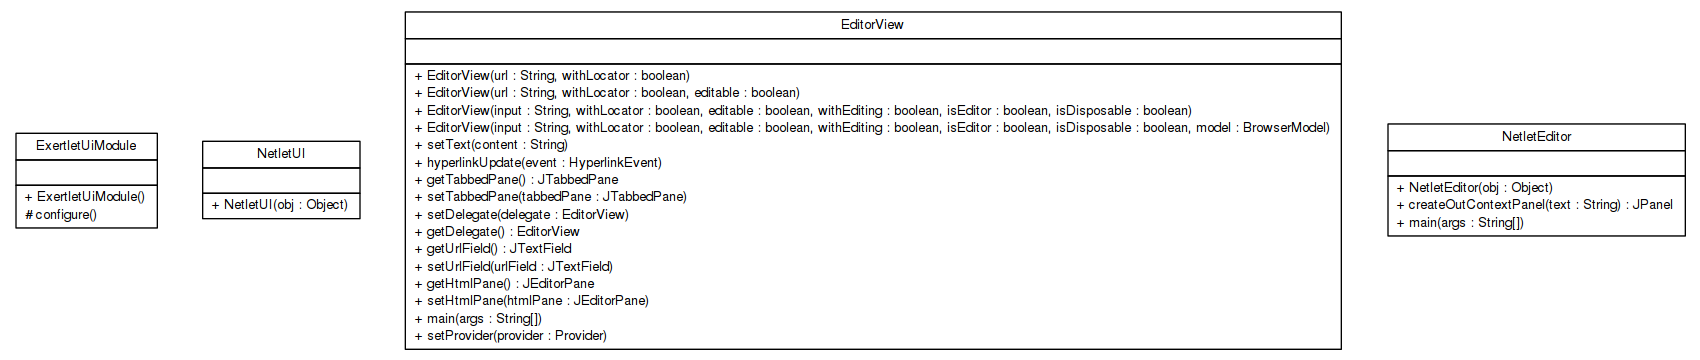 ExertletUiModule
+ ExertletUiModule()
# configure()
NetletUI
+ NetletUI(obj : Object)
EditorView
+ EditorView(url : String, withLocator : boolean)
+ EditorView(url : String, withLocator : boolean, editable : boolean)
+ EditorView(input : String, withLocator : boolean, editable : boolean, withEditing : boolean, isEditor : boolean, isDisposable : boolean)
+ EditorView(input : String, withLocator : boolean, editable : boolean, withEditing : boolean, isEditor : boolean, isDisposable : boolean, model : BrowserModel)
+ setText(content : String)
+ hyperlinkUpdate(event : HyperlinkEvent)
+ getTabbedPane() : JTabbedPane
+ setTabbedPane(tabbedPane : JTabbedPane)
+ setDelegate(delegate : EditorView)
+ getDelegate() : EditorView
+ getUrlField() : JTextField
+ setUrlField(urlField : JTextField)
+ getHtmlPane() : JEditorPane
+ setHtmlPane(htmlPane : JEditorPane)
+ main(args : String[])
+ setProvider(provider : Provider)
NetletEditor
+ NetletEditor(obj : Object)
+ createOutContextPanel(text : String) : JPanel
+ main(args : String[])